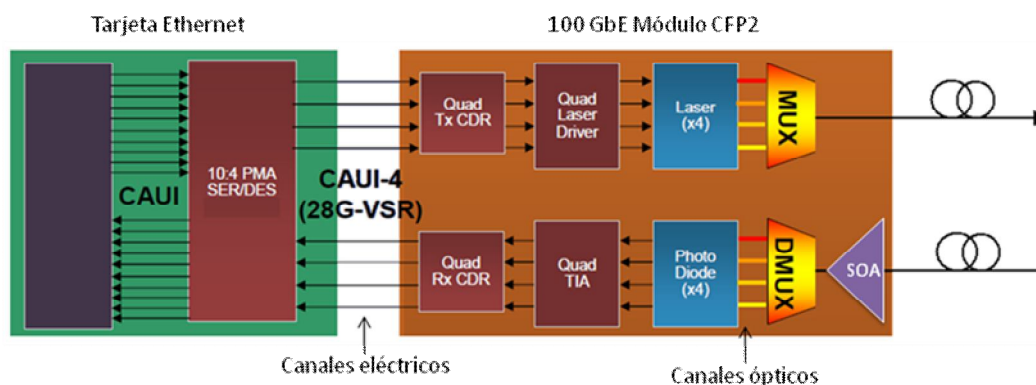 Tarjeta Ethernet
100 GbE Módulo CFP2
Quad
Tx CDR
Quad
Laser
Driver
Laser
(x4)
MUX
10:4 PMA
SER/DES
CAUI
CAUI-4
(28G-VSR)
Quad
Rx CDR
Quad
TIA
Photo
Diode
(x4)
DMUX
SOA
Canales eléctricos
Canales ópticos